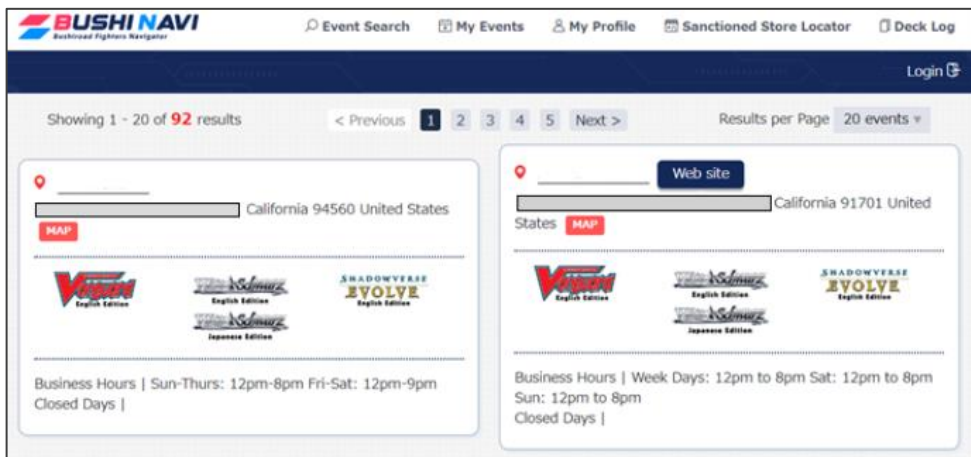 BUSHI NAVI
Bushiroad Fighters Navigator
Event Search
My Events
My Profile
Sanctioned Store Locator
Deck Log
Login
Showing 1 - 20 of 92 results
< Previous 1 2 3 4 5 Next >
Results per Page 20 events
California 94560 United States
MAP
Vanguard
English Edition
Weiß Schwarz
English Edition
SHADOWVERSE
EVOLVE
English Edition
Weiß Schwarz
Japanese Edition
Business Hours | Sun-Thurs: 12pm-8pm Fri-Sat: 12pm-9pm
Closed Days |
Web site
California 91701 United
States MAP
Vanguard
English Edition
Weiß Schwarz
English Edition
SHADOWVERSE
EVOLVE
English Edition
Weiß Schwarz
Japanese Edition
Business Hours | Week Days: 12pm to 8pm Sat: 12pm to 8pm
Sun: 12pm to 8pm
Closed Days |